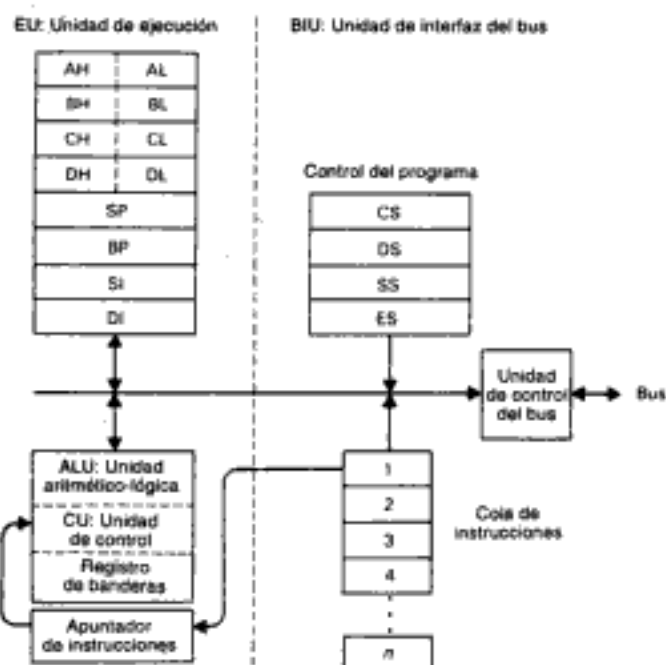 EU: Unidad de ejecución
AH AL
BH BL
CH CL
DH DL
SP
BP
SI
DI
ALU: Unidad
aritmético-lógica
CU: Unidad
de control
Registro
de banderas
Apuntador
de instrucciones
BIU: Unidad de interfaz del bus
Control del programa
CS
DS
SS
ES
Unidad
de control
del bus
Bus
1
2
3
4
n
Cola de
instrucciones